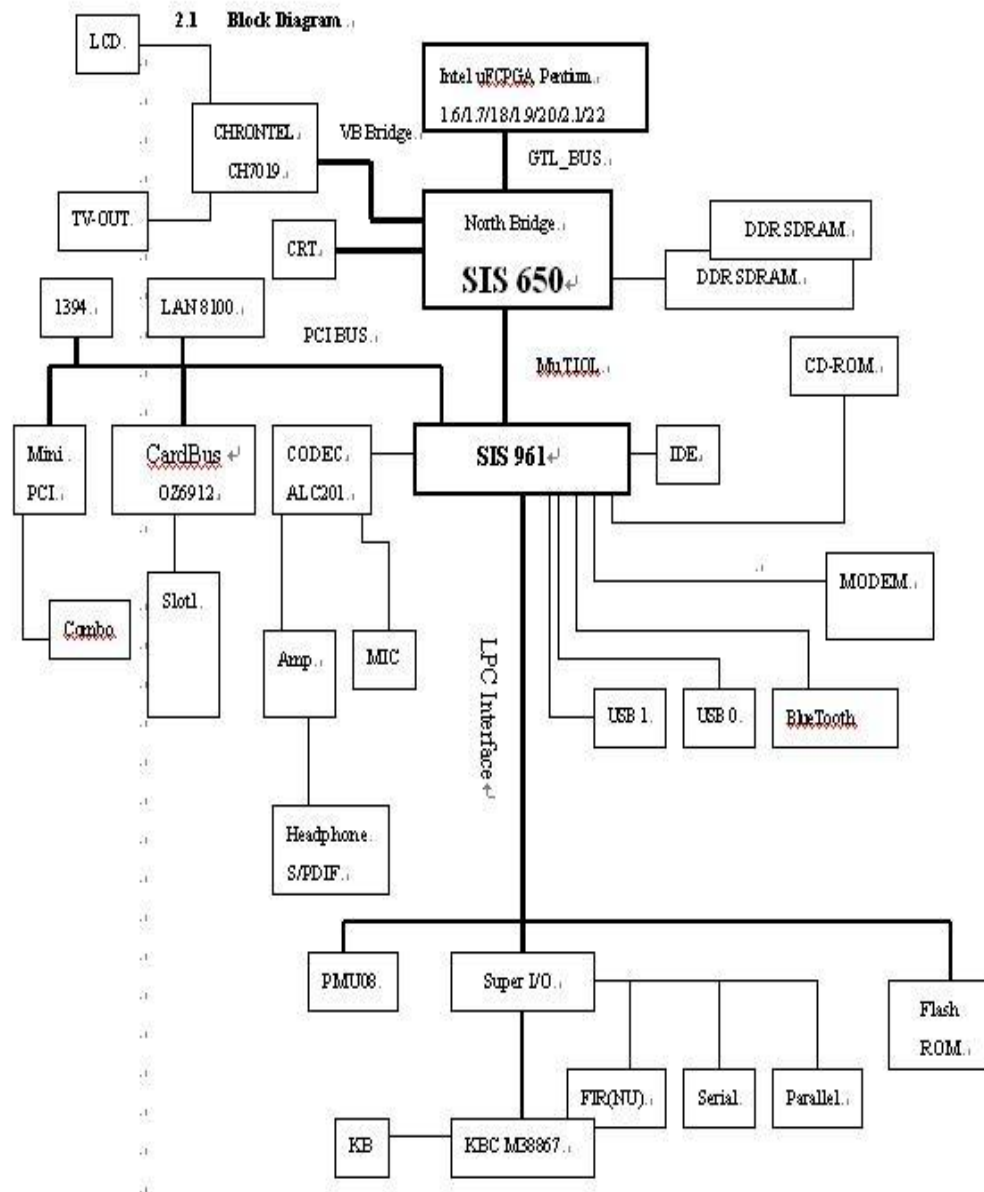 2.1 Block Diagram
LCD
Intel uFCPGA Pentium
1.6/1.7/18/1.9/20/2.1/22
CHRONTEL
CH7019
VB Bridge
GTL_BUS
TV-OUT
CRT
North Bridge
SIS 650
DDR SDRAM
DDR SDRAM
1394
LAN 8100
PCI BUS
MuTIOL
CD-ROM
Mini
PCI
CardBus
OZ6912
CODEC
ALC201
SIS 961
IDE
MODEM
Combo
Slot1
Amp
MIC
LPC Interface
USB 1
USB 0
BlueTooth
Headphone
S/PDIF
PMU08
Super I/O
Flash
ROM
FIR(NU)
Serial
Parallel
KB
KBC M38867